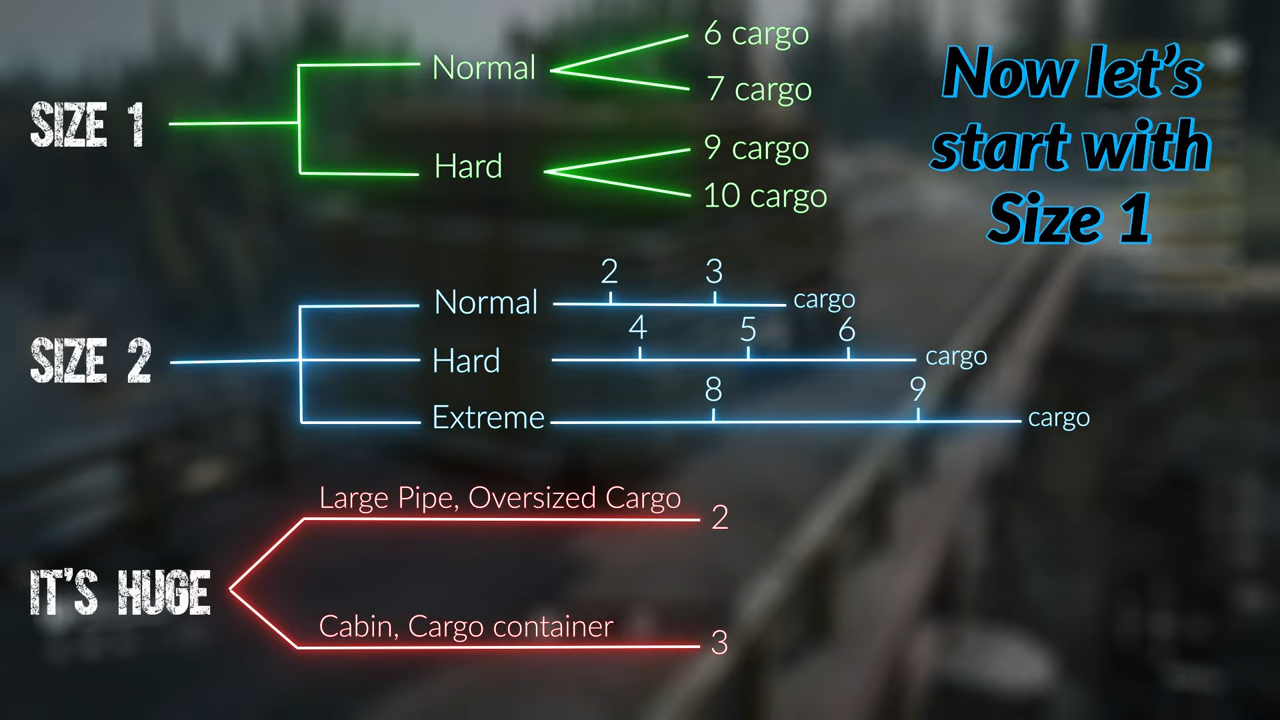 SIZE 1
Normal
6 cargo
7 cargo
Hard
9 cargo
10 cargo
Now let's
start with
Size 1
SIZE 2
Normal
2
3
cargo
Hard
4
5
6
cargo
Extreme
8
9
cargo
IT'S HUGE
Large Pipe, Oversized Cargo
2
Cabin, Cargo container
3